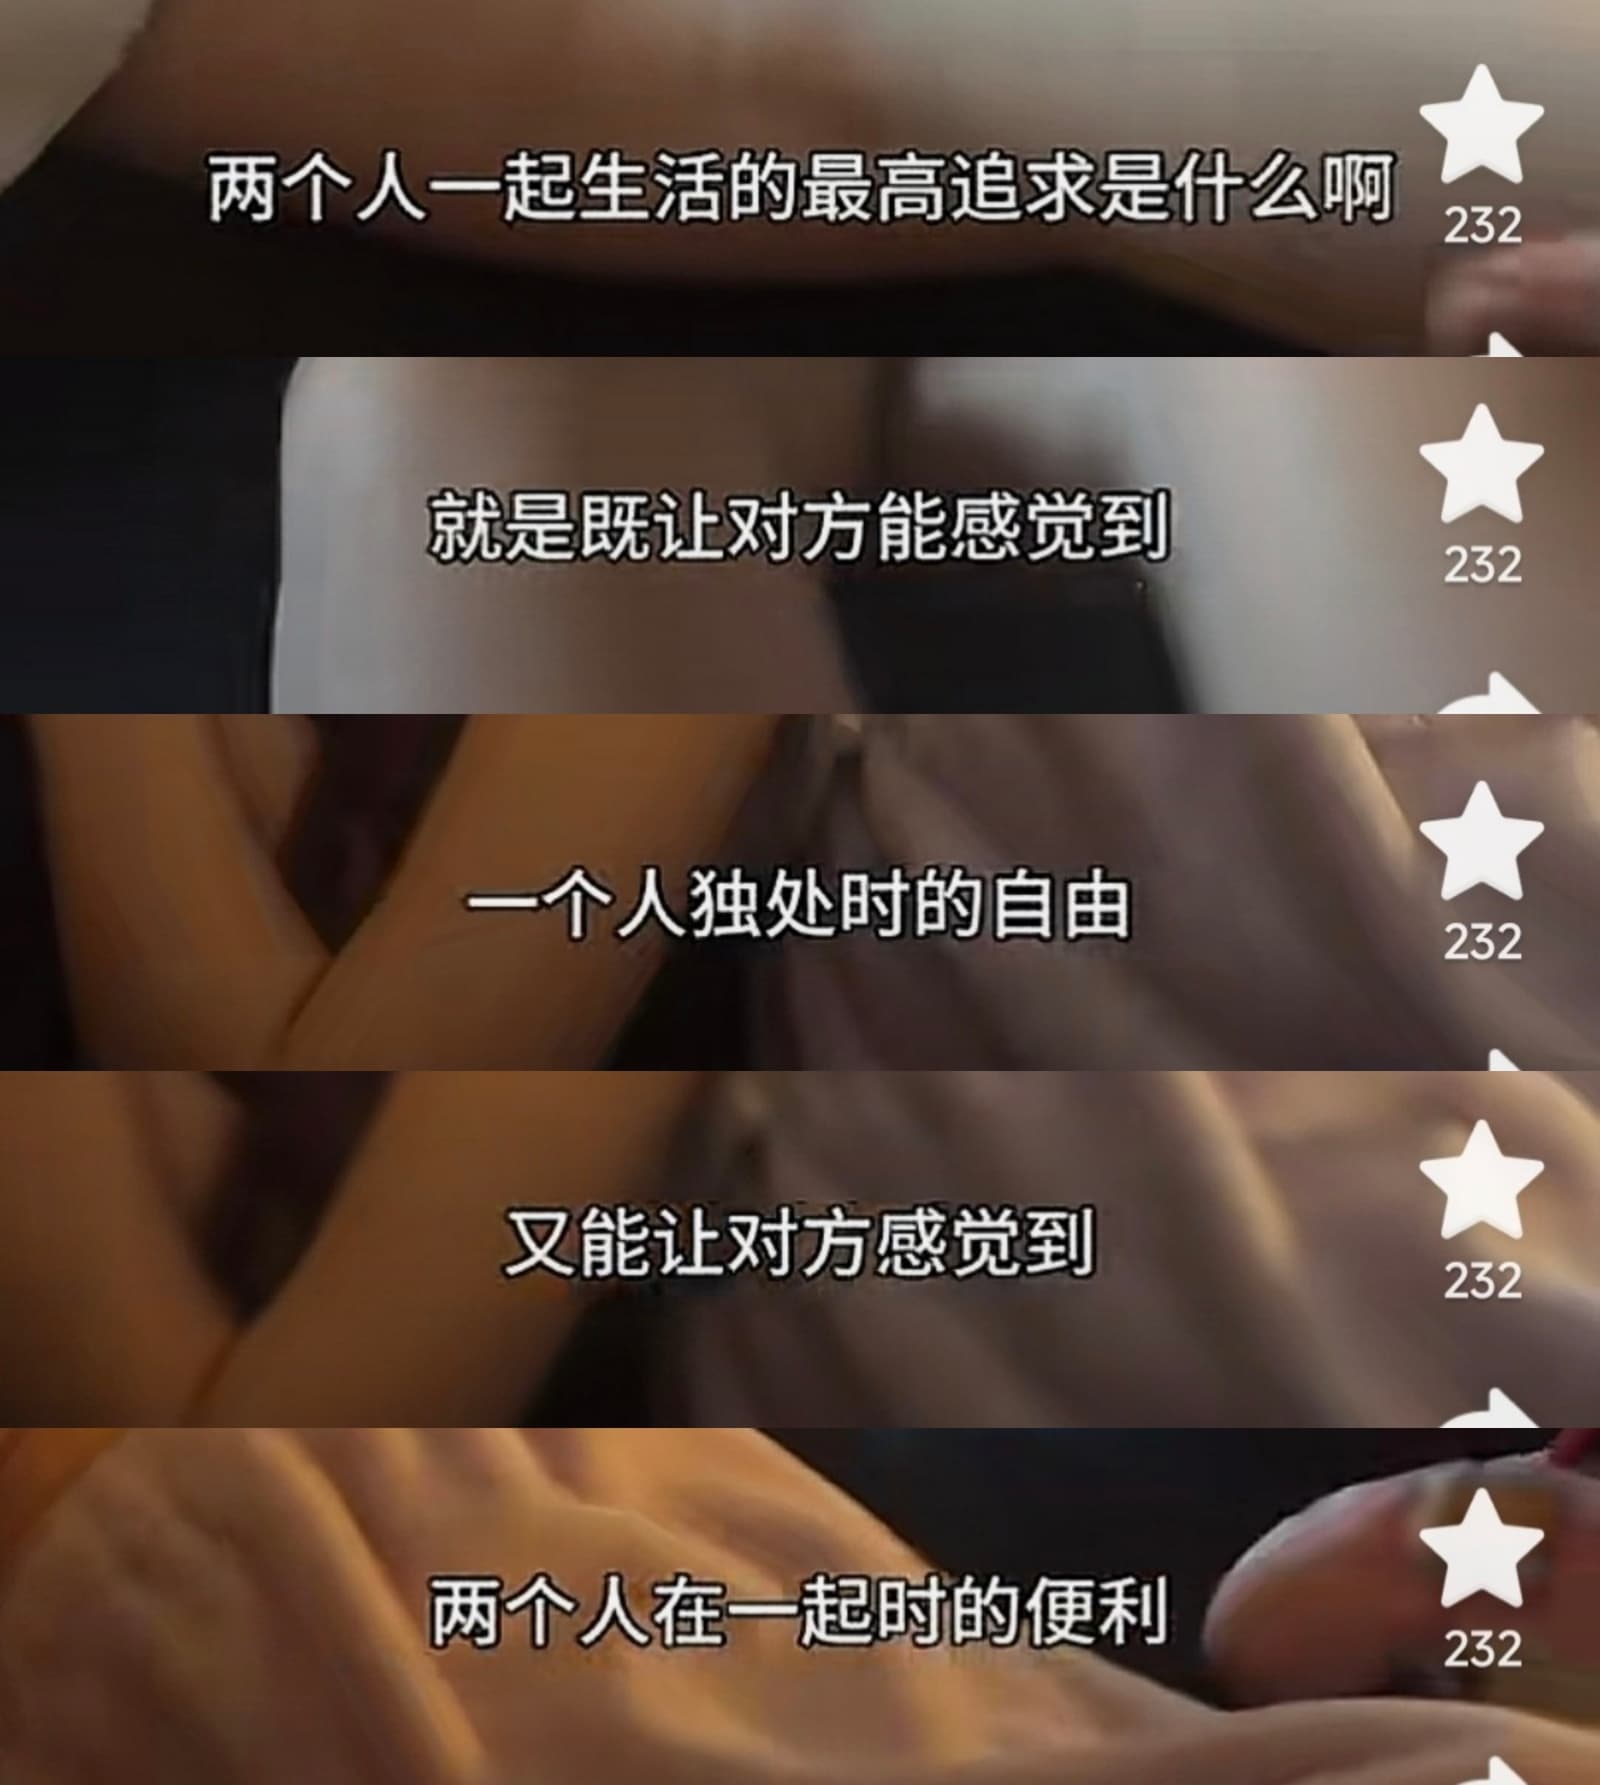 两个人一起生活的最高追求是什么啊
232
就是既让对方能感觉到
232
一个人独处时的自由
232
又能让对方感觉到
232
两个人在一起时的便利
232